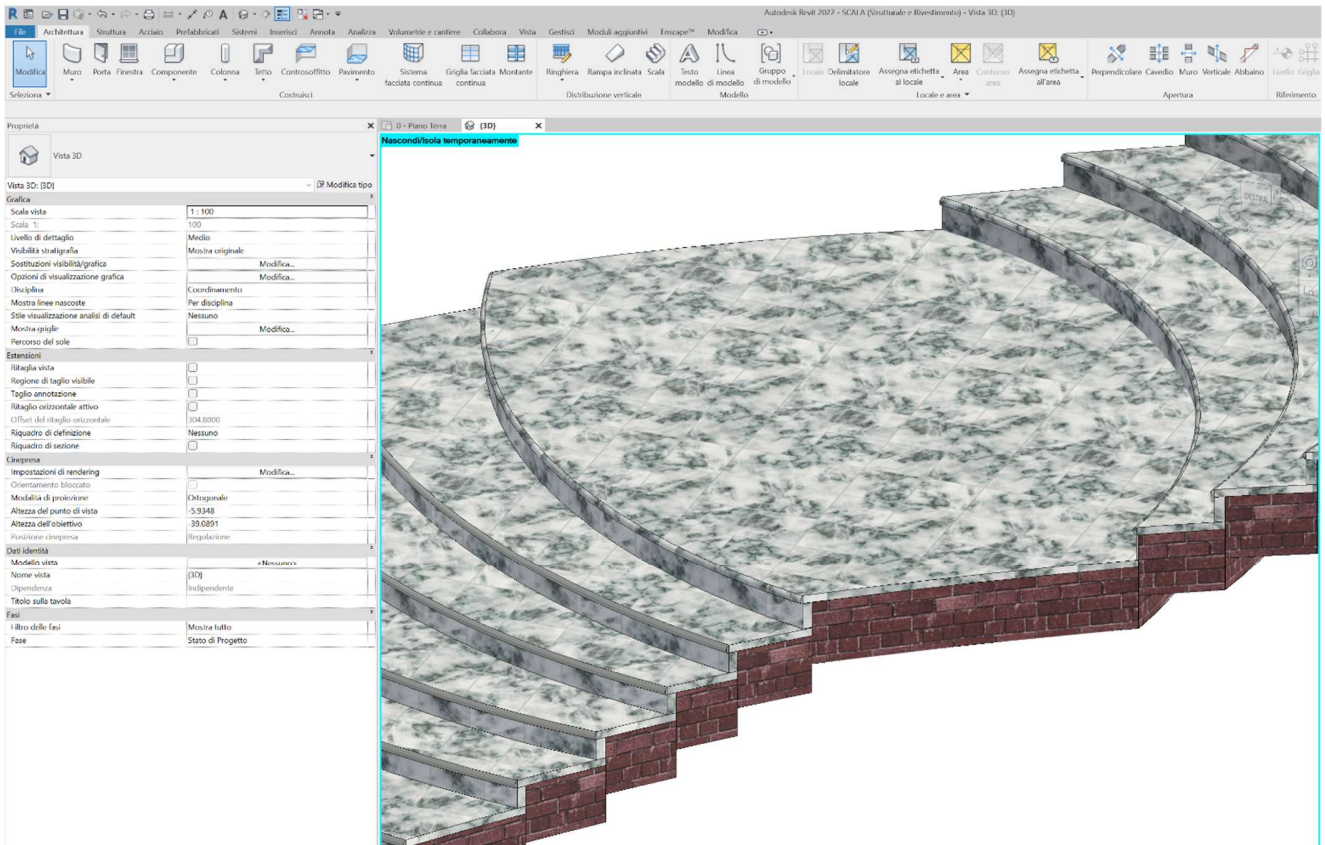 Autodesk Revit 2027 - SCALA (Strutturale e Rivestimento) - Vista 3D: {3D}
File Architettura Struttura Acciaio Prefabbricati Sistemi Inserisci Annota Analizza Volumetrie e cantiere Collabora Vista Gestisci Moduli aggiuntivi Enscape™ Modifica
Modifica Muro Porta Finestra Componente Colonna Tetto Controsoffitto Pavimento Sistema facciata continua Griglia facciata continua Montante Ringhiera Rampa inclinata Scala Testo modello Linea di modello Gruppo di modello Locale Delimitatore locale Assegna etichetta al locale Area Contorno area Assegna etichetta all'area Perpendicolare Cavedio Muro Verticale Abbaino Livello Griglia
Seleziona Costruisci Distribuzione verticale Modello Locale e area Apertura Riferimento
Proprietà
0 - Piano Terra {3D}
Nascondi/Isola temporaneamente
DESTRA
Vista 3D
Vista 3D: {3D} Modifica tipo
Grafica
Scala vista 1 : 100
Scala 1: 100
Livello di dettaglio Medio
Visibilità stratigrafia Mostra originale
Sostituzioni visibilità/grafica Modifica...
Opzioni di visualizzazione grafica Modifica...
Disciplina Coordinamento
Mostra linee nascoste Per disciplina
Stile visualizzazione analisi di default Nessuno
Mostra griglie Modifica...
Percorso del sole
Estensioni
Ritaglia vista
Regione di taglio visibile
Taglio annotazione
Ritaglio orizzontale attivo
Offset del ritaglio orizzontale 304.8000
Riquadro di definizione Nessuno
Riquadro di sezione
Cinepresa
Impostazioni di rendering Modifica...
Orientamento bloccato
Modalità di proiezione Ortogonale
Altezza del punto di vista -5.9348
Altezza dell'obiettivo -39.0891
Posizione cinepresa Regolazione
Dati identità
Modello vista <Nessuno>
Nome vista {3D}
Dipendenza Indipendente
Titolo sulla tavola
Fasi
Filtro delle fasi Mostra tutto
Fase Stato di Progetto